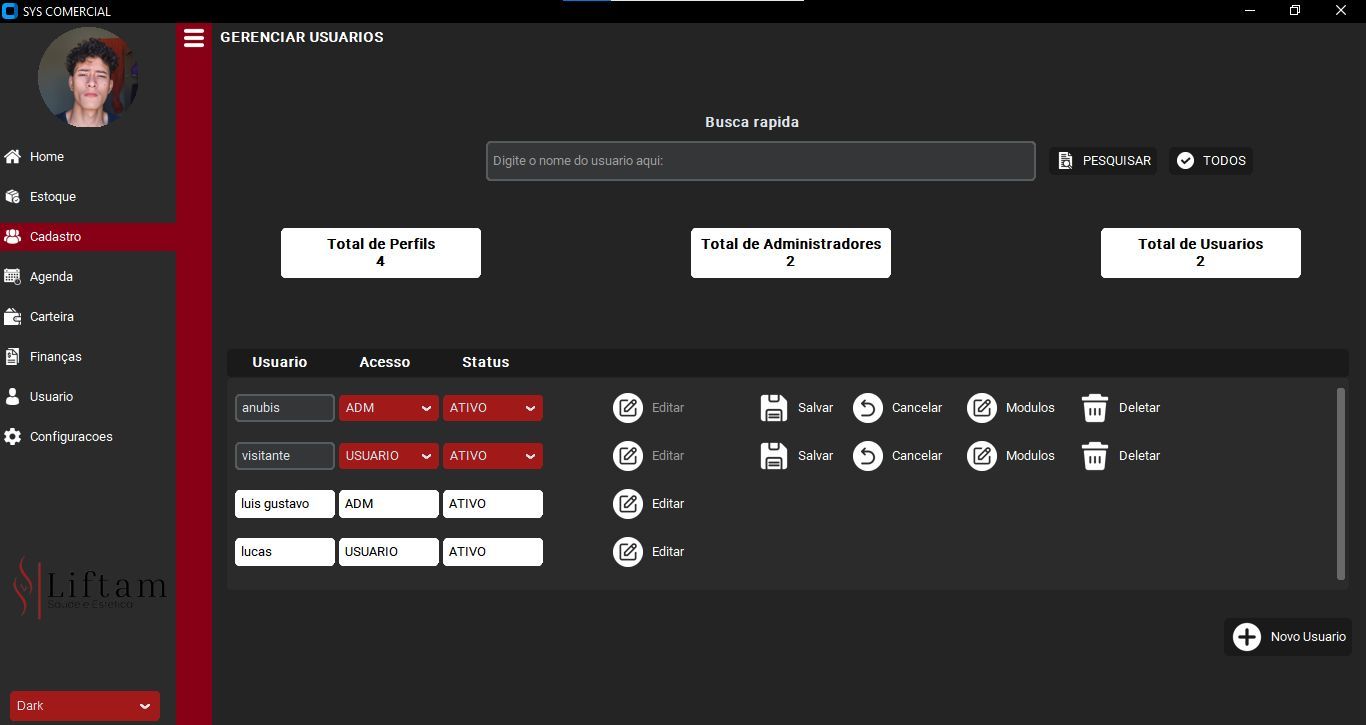 SYS COMERCIAL
GERENCIAR USUARIOS
Home
Estoque
Cadastro
Agenda
Carteira
Finanças
Usuario
Configuracoes
Liftam
Saúde e Estética
Dark
Busca rapida
Digite o nome do usuario aqui:
PESQUISAR
TODOS
Total de Perfils
4
Total de Administradores
2
Total de Usuarios
2
Usuario Acesso Status
anubis ADM ATIVO Editar Salvar Cancelar Modulos Deletar
visitante USUARIO ATIVO Editar Salvar Cancelar Modulos Deletar
luis gustavo ADM ATIVO Editar
lucas USUARIO ATIVO Editar
Novo Usuario